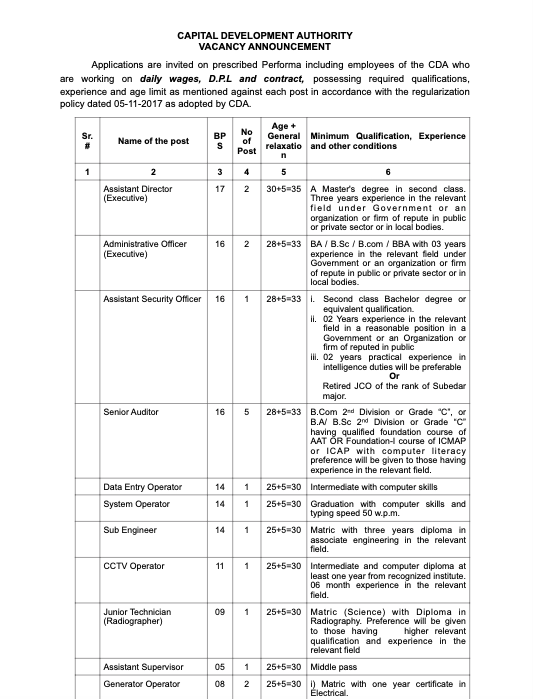 CAPITAL DEVELOPMENT AUTHORITY
VACANCY ANNOUNCEMENT
Applications are invited on prescribed Performa including employees of the CDA who
are working on daily wages, D.P.L and contract, possessing required qualifications,
experience and age limit as mentioned against each post in accordance with the regularization
policy dated 05-11-2017 as adopted by CDA.
Sr. # Name of the post BP S No of Post Age + General relaxatio n Minimum Qualification, Experience and other conditions
1 2 3 4 5 6
Assistant Director 17 2 30+5=35 A Master's degree in second class.
(Executive) Three years experience in the relevant
field under Government or an
organization or firm of repute in public
or private sector or in local bodies.
Administrative Officer 16 2 28+5=33 BA / B.Sc / B.com / BBA with 03 years
(Executive) experience in the relevant field under
Government or an organization or firm
of repute in public or private sector or in
local bodies.
Assistant Security Officer 16 1 28+5=33 i. Second class Bachelor degree or
equivalent qualification.
ii. 02 Years experience in the relevant
field in a reasonable position in a
Government or an Organization or
firm of reputed in public
iii. 02 years practical experience in
intelligence duties will be preferable
Or
Retired JCO of the rank of Subedar
major.
Senior Auditor 16 5 28+5=33 B.Com 2nd Division or Grade "C", or
B.A/ B.Sc 2nd Division or Grade "C"
having qualified foundation course of
AAT OR Foundation-I course of ICMAP
or ICAP with computer literacy
preference will be given to those having
experience in the relevant field.
Data Entry Operator 14 1 25+5=30 Intermediate with computer skills
System Operator 14 1 25+5=30 Graduation with computer skills and
typing speed 50 w.p.m.
Sub Engineer 14 1 25+5=30 Matric with three years diploma in
associate engineering in the relevant
field.
CCTV Operator 11 1 25+5=30 Intermediate and computer diploma at
least one year from recognized institute.
06 month experience in the relevant
field.
Junior Technician 09 1 25+5=30 Matric (Science) with Diploma in
(Radiographer) Radiography. Preference will be given
to those having higher relevant
qualification and experience in the
relevant field
Assistant Supervisor 05 1 25+5=30 Middle pass
Generator Operator 08 2 25+5=30 i) Matric with one year certificate in
Electrical.